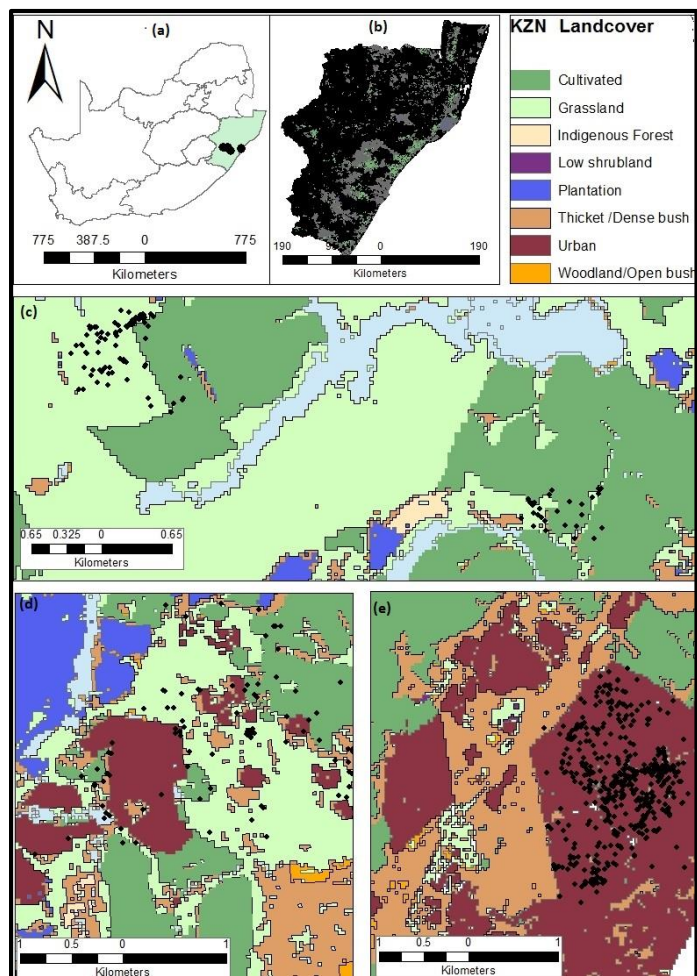 (a)
N
775 387.5 0 775
Kilometers
(b)
190 0 190
Kilometers
KZN Landcover
Cultivated
Grassland
Indigenous Forest
Low shrubland
Plantation
Thicket /Dense bush
Urban
Woodland/Open bush
(c)
0.65 0.325 0 0.65
Kilometers
(d)
1 0.5 0 1
Kilometers
(e)
1 0.5 0 1
Kilometers